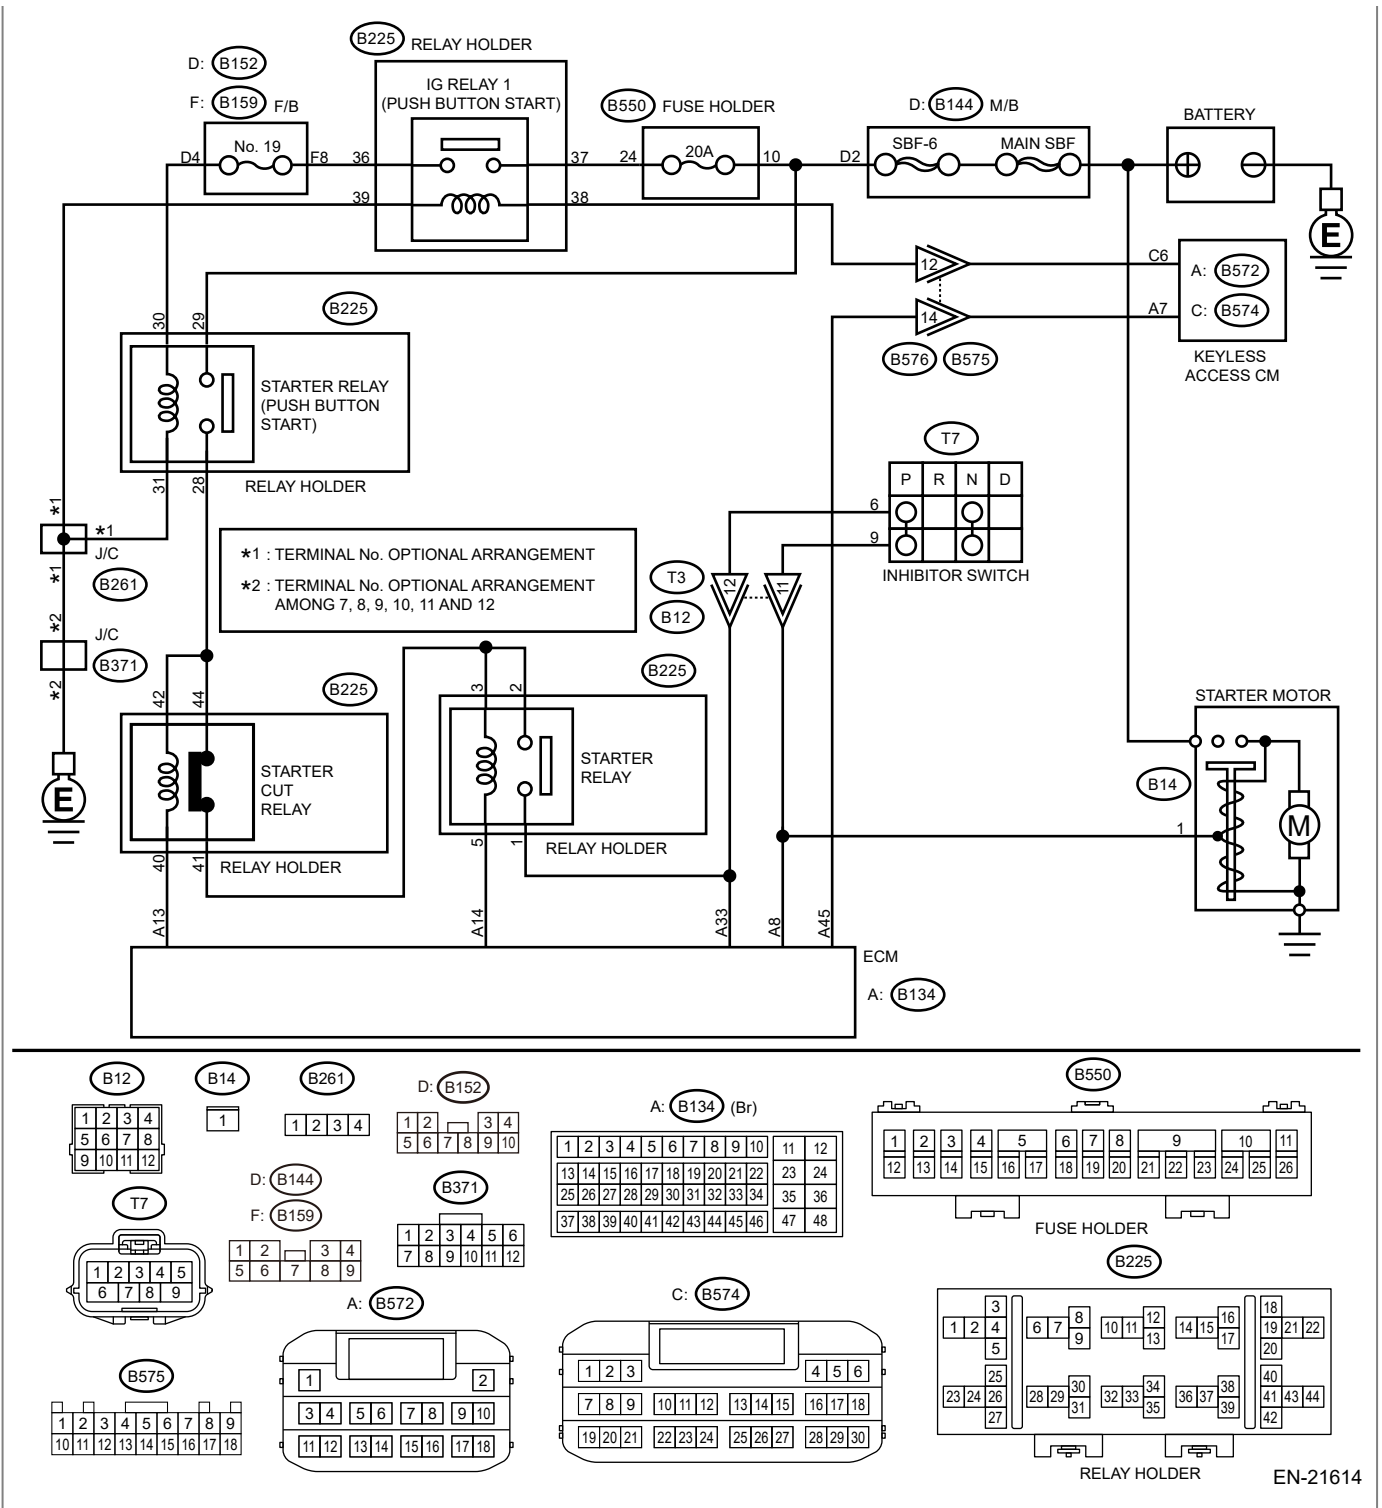 B225 RELAY HOLDER
D: B152
F: B159 F/B
IG RELAY 1
(PUSH BUTTON START)
B550 FUSE HOLDER
D: B144 M/B
BATTERY
D4 No. 19 F8 36 37 24 20A 10 D2 SBF-6 MAIN SBF
39 38
E
12 C6 A: B572
14 A7 C: B574
B576 B575
KEYLESS
ACCESS CM
B225
30 29
STARTER RELAY
(PUSH BUTTON
START)
31 28
RELAY HOLDER
T7
P R N D
6
9
INHIBITOR SWITCH
*1
*1
J/C
*1
B261
*2
J/C
B371
*2
E
*1 : TERMINAL No. OPTIONAL ARRANGEMENT
*2 : TERMINAL No. OPTIONAL ARRANGEMENT
AMONG 7, 8, 9, 10, 11 AND 12
T3 12 11
B12
B225
42 44
STARTER
CUT
RELAY
40 41
RELAY HOLDER
B225
3 2
STARTER
RELAY
5 1
RELAY HOLDER
STARTER MOTOR
B14
1
M
A13 A14 A33 A8 A45
ECM
A: B134
B12
1 2 3 4
5 6 7 8
9 10 11 12
B14
1
B261
1 2 3 4
D: B152
1 2 3 4
5 6 7 8 9 10
A: B134 (Br)
1 2 3 4 5 6 7 8 9 10 11 12
13 14 15 16 17 18 19 20 21 22 23 24
25 26 27 28 29 30 31 32 33 34 35 36
37 38 39 40 41 42 43 44 45 46 47 48
B550
1 2 3 4 5 6 7 8 9 10 11
12 13 14 15 16 17 18 19 20 21 22 23 24 25 26
FUSE HOLDER
T7
1 2 3 4 5
6 7 8 9
D: B144
F: B159
1 2 3 4
5 6 7 8 9
B371
1 2 3 4 5 6
7 8 9 10 11 12
B225
3 8 12 16 18
1 2 4 6 7 10 11 14 15 19 21 22
5 9 13 17 20
25 30 34 38 40
23 24 26 28 29 32 33 36 37 41 43 44
27 31 35 39 42
RELAY HOLDER
B575
1 2 3 4 5 6 7 8 9
10 11 12 13 14 15 16 17 18
A: B572
1 2
3 4 5 6 7 8 9 10
11 12 13 14 15 16 17 18
C: B574
1 2 3 4 5 6
7 8 9 10 11 12 13 14 15 16 17 18
19 20 21 22 23 24 25 26 27 28 29 30
EN-21614